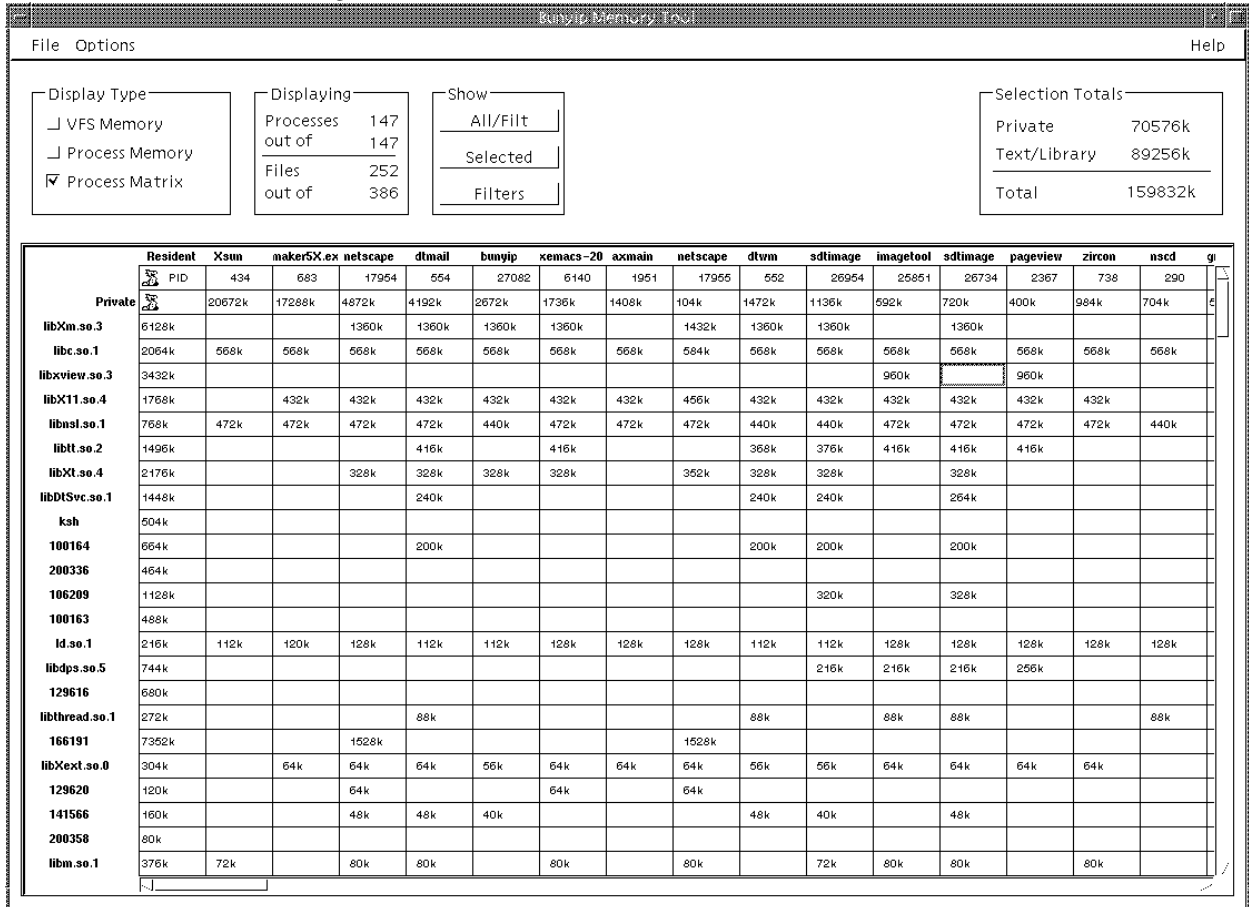 Bunyip Memory Tool
File Options Help
Display Type
VFS Memory
Process Memory
Process Matrix
Displaying
Processes 147
out of 147
Files 252
out of 386
Show
All/Filt
Selected
Filters
Selection Totals
Private 70576k
Text/Library 89256k
Total 159832k
Resident Xsun maker5X.ex netscape dtmail bunyip xemacs-20 axmain netscape dtwm sdtimage imagetool sdtimage pageview zircon nscd
PID 434 683 17954 554 27082 6140 1951 17955 552 26954 25851 26734 2367 738 290
Private 20672k 17288k 4872k 4192k 2672k 1736k 1408k 104k 1472k 1136k 592k 720k 400k 984k 704k
libXm.so.3 6128k 1360k 1360k 1360k 1360k 1432k 1360k 1360k 1360k
libc.so.1 2064k 568k 568k 568k 568k 568k 568k 568k 584k 568k 568k 568k 568k 568k 568k 568k
libxview.so.3 3432k 960k 960k
libX11.so.4 1768k 432k 432k 432k 432k 432k 432k 456k 432k 432k 432k 432k 432k 432k
libnsl.so.1 768k 472k 472k 472k 472k 440k 472k 472k 472k 440k 440k 472k 472k 472k 472k 440k
libtt.so.2 1496k 416k 416k 368k 376k 416k 416k 416k
libXt.so.4 2176k 328k 328k 328k 328k 352k 328k 328k 328k
libDtSvc.so.1 1448k 240k 240k 240k 264k
ksh 504k
100164 664k 200k 200k 200k 200k
200336 464k
106209 1128k 320k 328k
100163 488k
ld.so.1 216k 112k 120k 128k 112k 112k 128k 128k 128k 112k 112k 128k 128k 128k 128k 128k
libdps.so.5 744k 216k 216k 216k 256k
129616 680k
libthread.so.1 272k 88k 88k 88k 88k 88k
166191 7352k 1528k 1528k
libXext.so.0 304k 64k 64k 64k 56k 64k 64k 64k 56k 56k 64k 64k 64k 64k
129620 120k 64k 64k 64k
141566 160k 48k 48k 40k 48k 40k 48k
200358 80k
libm.so.1 376k 72k 80k 80k 80k 80k 72k 80k 80k 80k